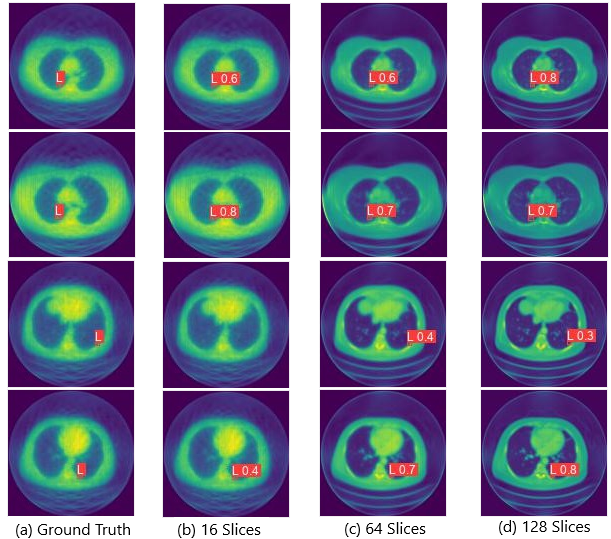 L
L 0.6
L 0.6
L 0.8
L
L 0.8
L 0.7
L 0.7
L
L 0.4
L 0.3
L
L 0.4
L 0.7
L 0.8
(a) Ground Truth
(b) 16 Slices
(c) 64 Slices
(d) 128 Slices